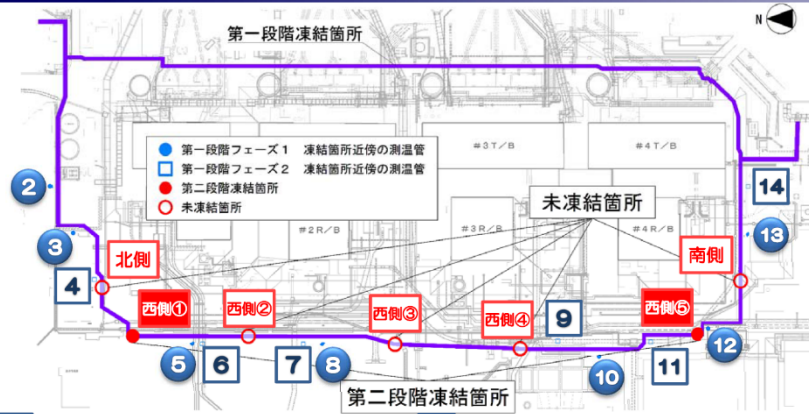 第一段階凍結箇所
N
#3T/B
#4T/B
第一段階フェーズ1 凍結箇所近傍の測温管
第一段階フェーズ2 凍結箇所近傍の測温管
第二段階凍結箇所
未凍結箇所
未凍結箇所
#2R/B
#3R/B
#4R/B
2
3
4
北側
西側①
西側②
西側③
西側④
西側⑤
南側
14
13
5
6
7
8
9
10
11
12
第二段階凍結箇所